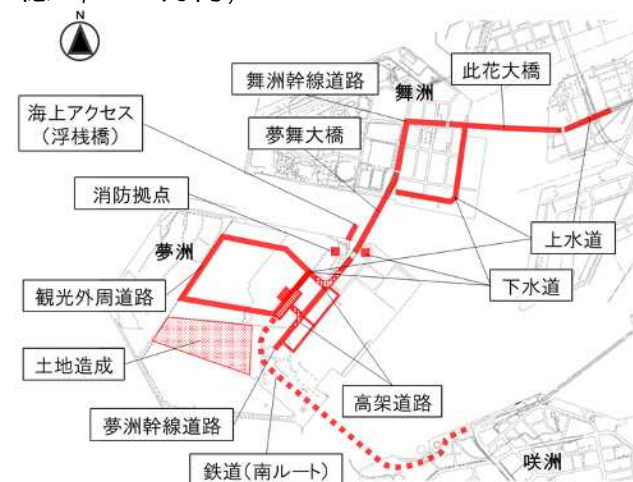 N
舞洲幹線道路
此花大橋
舞洲
海上アクセス
（浮桟橋）
夢舞大橋
消防拠点
上水道
夢洲
下水道
観光外周道路
土地造成
高架道路
夢洲幹線道路
咲洲
鉄道（南ルート）